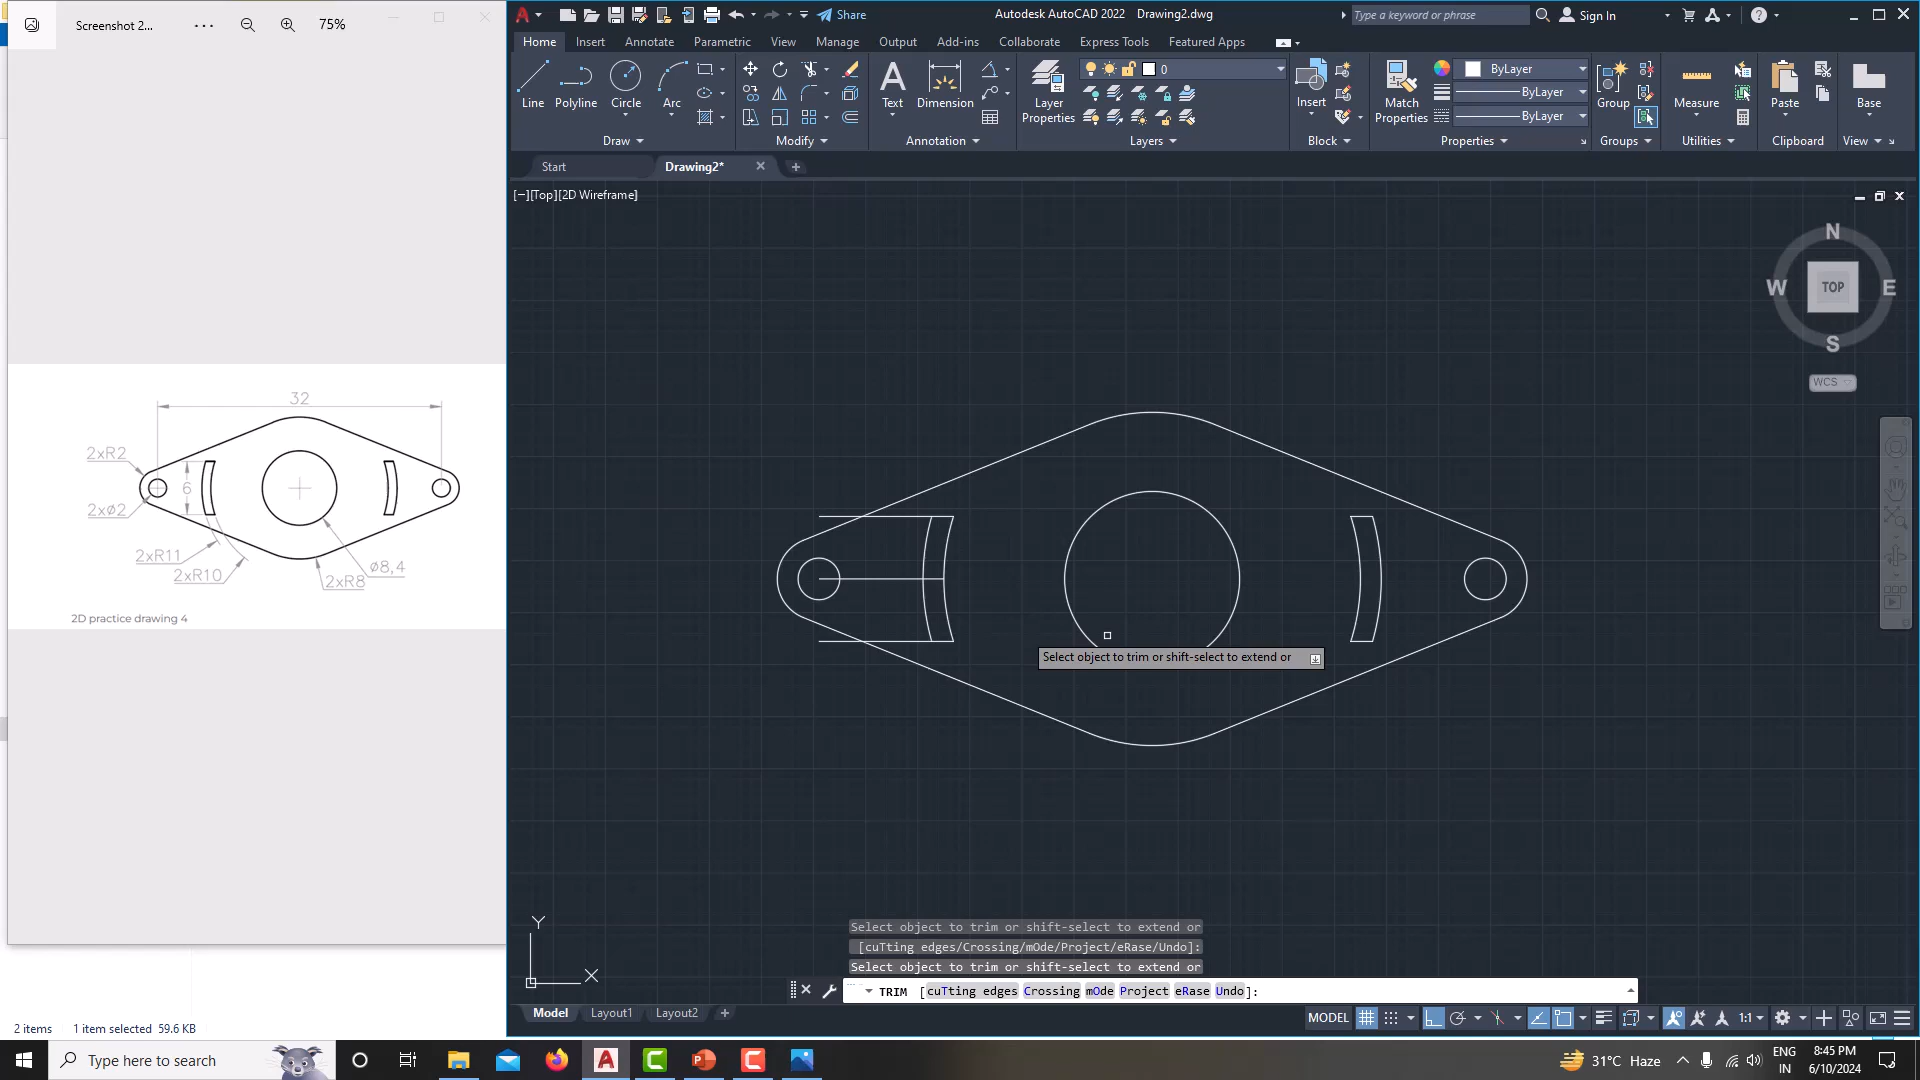 Screenshot 2...
75%
Share
Autodesk AutoCAD 2022 Drawing2.dwg
Type a keyword or phrase
Sign In
Home
Insert
Annotate
Parametric
View
Manage
Output
Add-ins
Collaborate
Express Tools
Featured Apps
Line
Polyline
Circle
Arc
Text
Dimension
Layer
Properties
0
Insert
Match
Properties
ByLayer
ByLayer
ByLayer
Group
Measure
Paste
Base
Draw
Modify
Annotation
Layers
Block
Properties
Groups
Utilities
Clipboard
View
Start
Drawing2*
[−][Top][2D Wireframe]
N
W
TOP
E
S
WCS
32
2xR2
6
2xø2
2xR11
2xR10
2xR8
ø8,4
2D practice drawing 4
Select object to trim or shift-select to extend or
Y
X
Select object to trim or shift-select to extend or
[cuTting edges/Crossing/mOde/Project/eRase/Undo]:
Select object to trim or shift-select to extend or
TRIM [cuTting edges Crossing mOde Project eRase Undo]:
Model
Layout1
Layout2
MODEL
1:1
2 items
1 item selected 59.6 KB
Type here to search
31°C Haze
ENG
IN
8:45 PM
6/10/2024